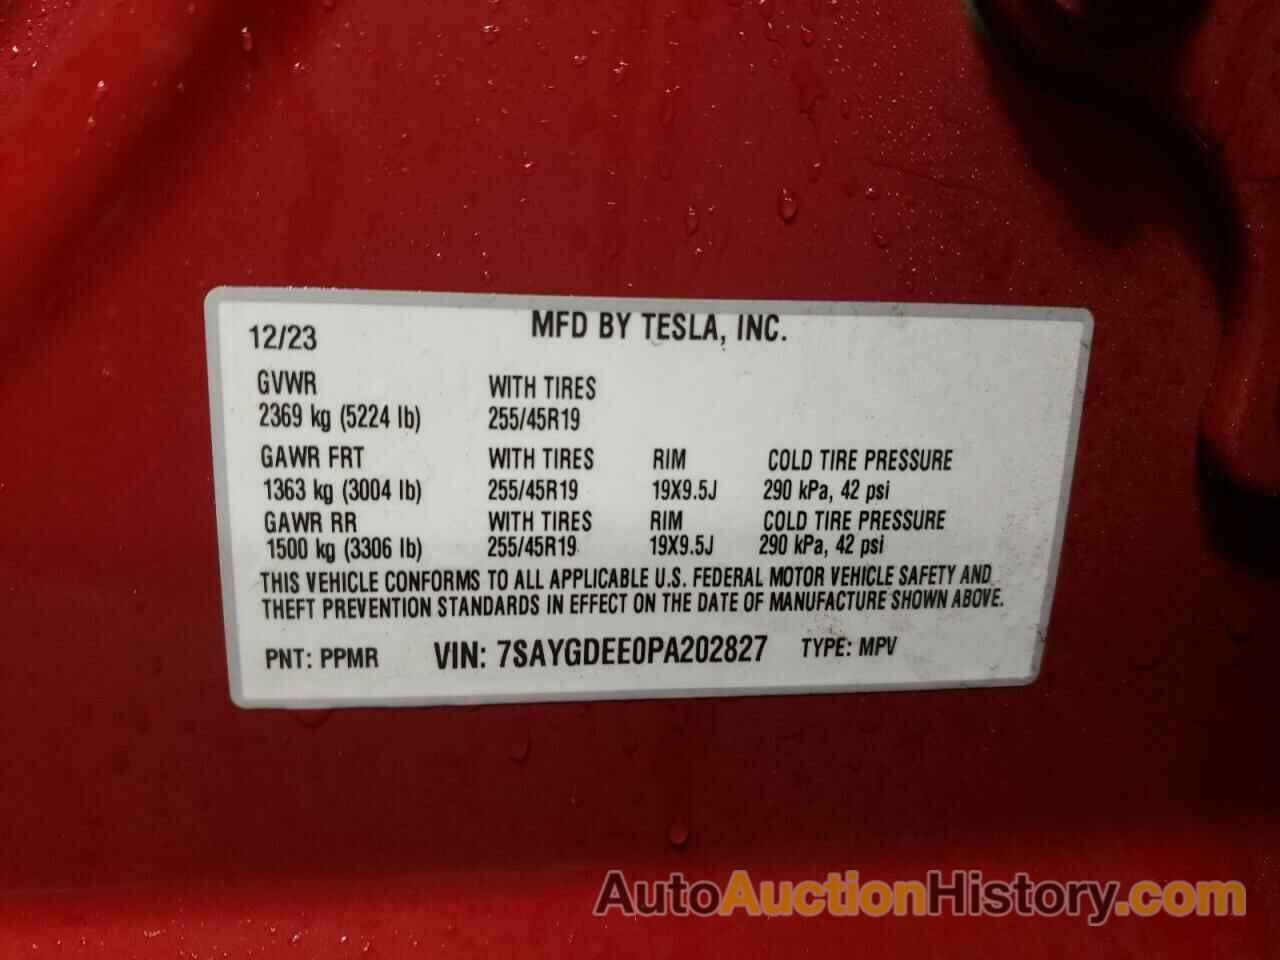 12/23 MFD BY TESLA, INC.
GVWR WITH TIRES
2369 kg (5224 lb) 255/45R19
GAWR FRT WITH TIRES RIM COLD TIRE PRESSURE
1363 kg (3004 lb) 255/45R19 19X9.5J 290 kPa, 42 psi
GAWR RR WITH TIRES RIM COLD TIRE PRESSURE
1500 kg (3306 lb) 255/45R19 19X9.5J 290 kPa, 42 psi
THIS VEHICLE CONFORMS TO ALL APPLICABLE U.S. FEDERAL MOTOR VEHICLE SAFETY AND
THEFT PREVENTION STANDARDS IN EFFECT ON THE DATE OF MANUFACTURE SHOWN ABOVE.
PNT: PPMR VIN: 7SAYGDEE0PA202827 TYPE: MPV
AutoAuctionHistory.com